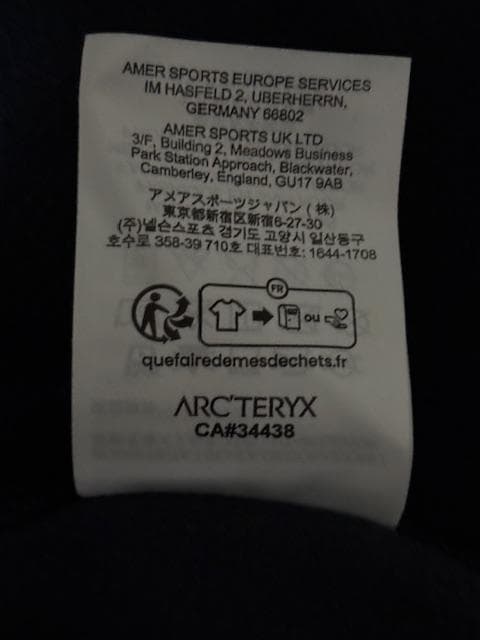 AMER SPORTS EUROPE SERVICES
IM HASFELD 2, UBERHERRN,
GERMANY 66802
AMER SPORTS UK LTD
3/F, Building 2, Meadows Business
Park Station Approach, Blackwater,
Camberley, England, GU17 9AB
アメアスポーツジャパン (株)
東京都新宿区新宿6-27-30
(주)넬슨스포츠 경기도 고양시 일산동구
호수로 358-39 710호 대표번호: 1644-1708
FR
ou
quefairedemesdechets.fr
ARC'TERYX
CA#34438